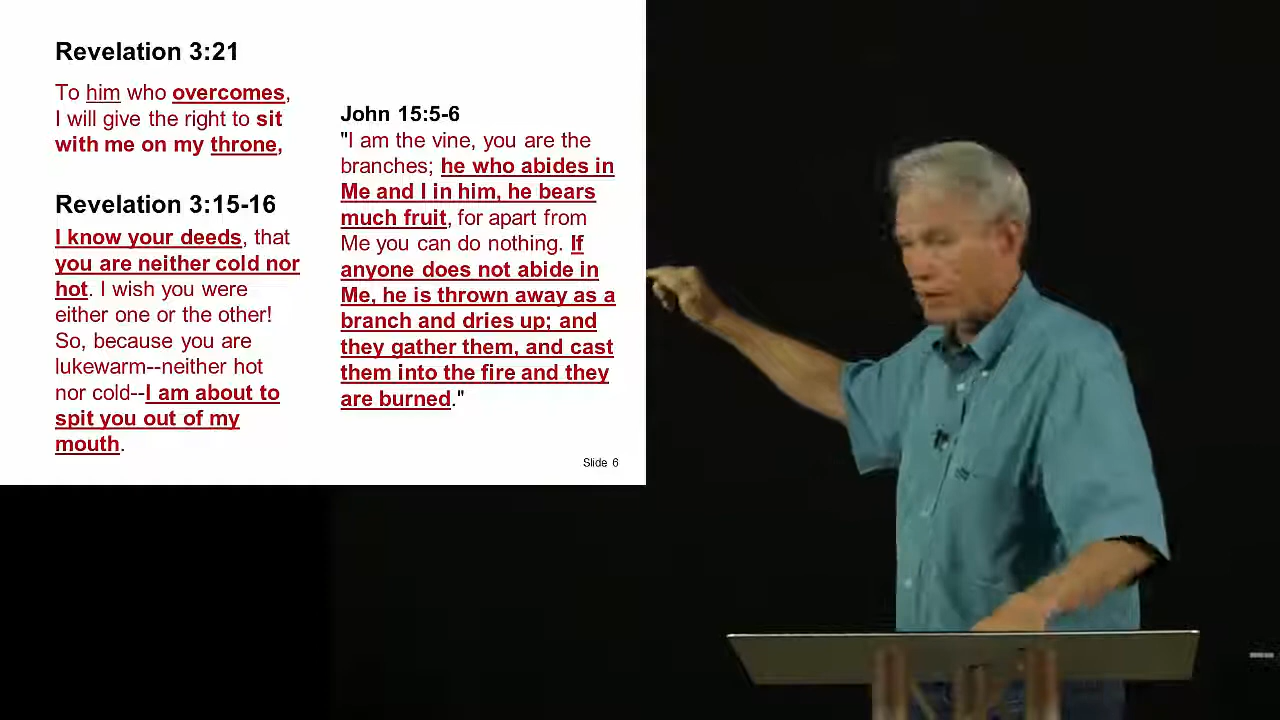 Revelation 3:21
To him who overcomes,
I will give the right to sit
with me on my throne,
Revelation 3:15-16
I know your deeds, that
you are neither cold nor
hot. I wish you were
either one or the other!
So, because you are
lukewarm--neither hot
nor cold--I am about to
spit you out of my
mouth.
John 15:5-6
"I am the vine, you are the
branches; he who abides in
Me and I in him, he bears
much fruit, for apart from
Me you can do nothing. If
anyone does not abide in
Me, he is thrown away as a
branch and dries up; and
they gather them, and cast
them into the fire and they
are burned."
Slide 6